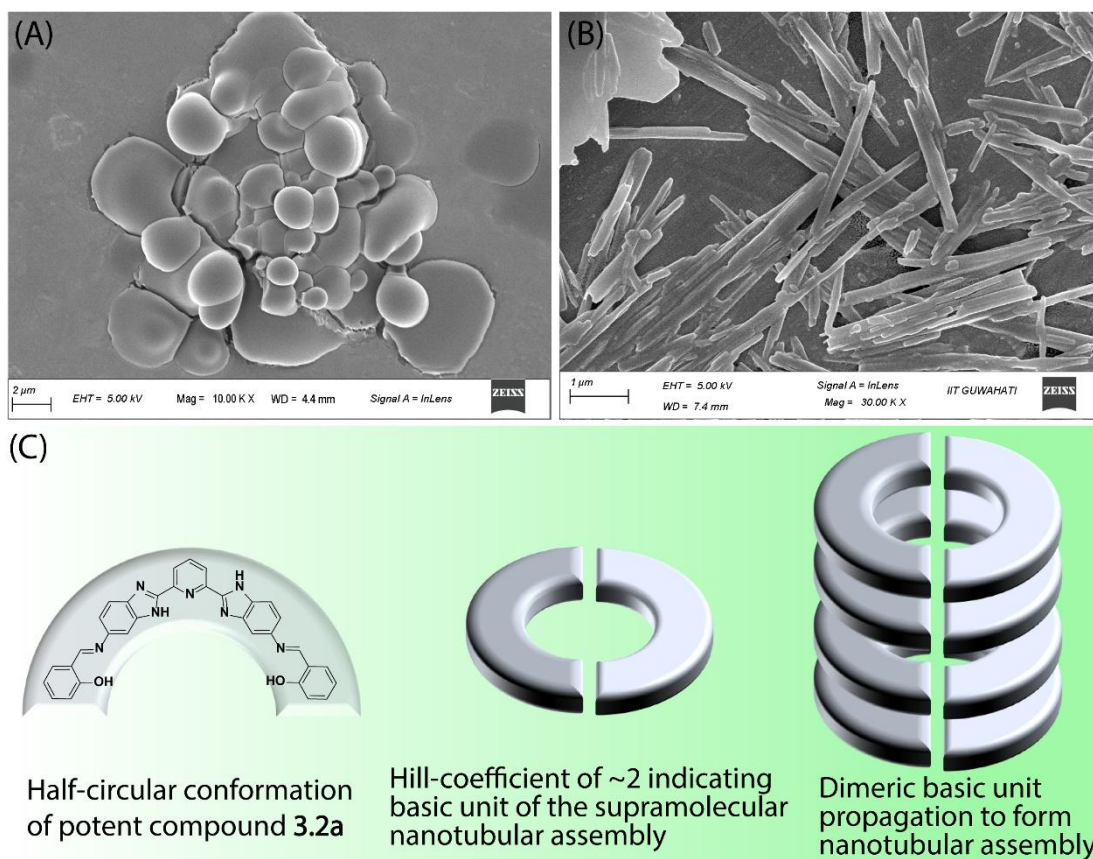 (A)
2 µm
EHT = 5.00 kV
Mag = 10.00 K X
WD = 4.4 mm
Signal A = InLens
ZEISS
(B)
1 µm
EHT = 5.00 kV
WD = 7.4 mm
Signal A = InLens
Mag = 30.00 K X
IIT GUWAHATI
ZEISS
(C)
H
N
N
N
N
H
N
N
NH
N
N
OH
HO
Half-circular conformation
of potent compound 3.2a
Hill-coefficient of ~2 indicating
basic unit of the supramolecular
nanotubular assembly
Dimeric basic unit
propagation to form
nanotubular assembly